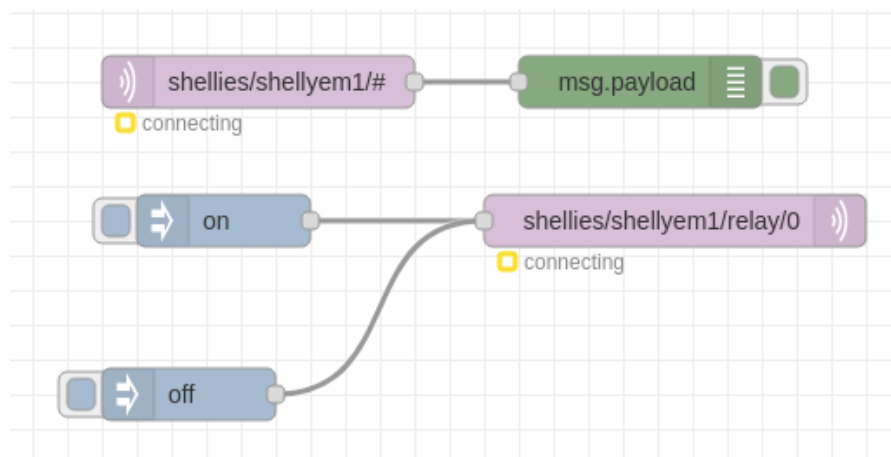 shellies/shellyem1/#
msg.payload
connecting
on
shellies/shellyem1/relay/0
connecting
off